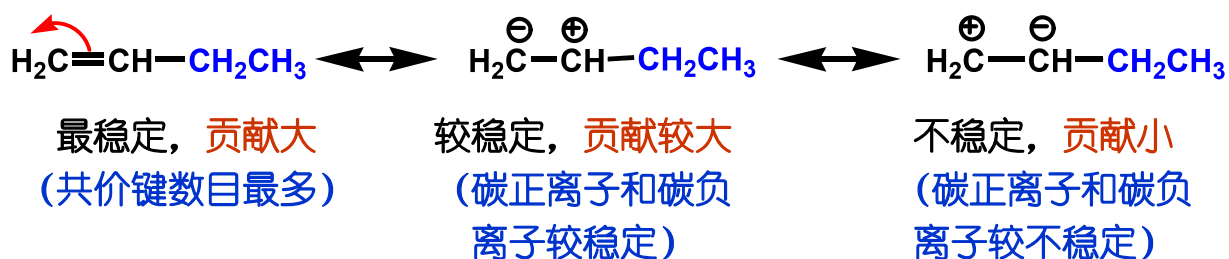 H₂C=CH—CH₂CH₃ ↔ H₂C⊖—CH⊕—CH₂CH₃ ↔ H₂C⊕—CH⊖—CH₂CH₃
最稳定，贡献大 较稳定，贡献较大 不稳定，贡献小
（共价键数目最多） （碳正离子和碳负 （碳正离子和碳负
离子较稳定） 离子较不稳定）